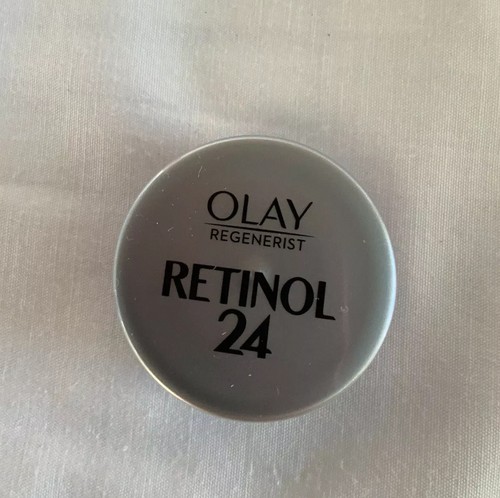 OLAY
REGENERIST
RETINOL
24